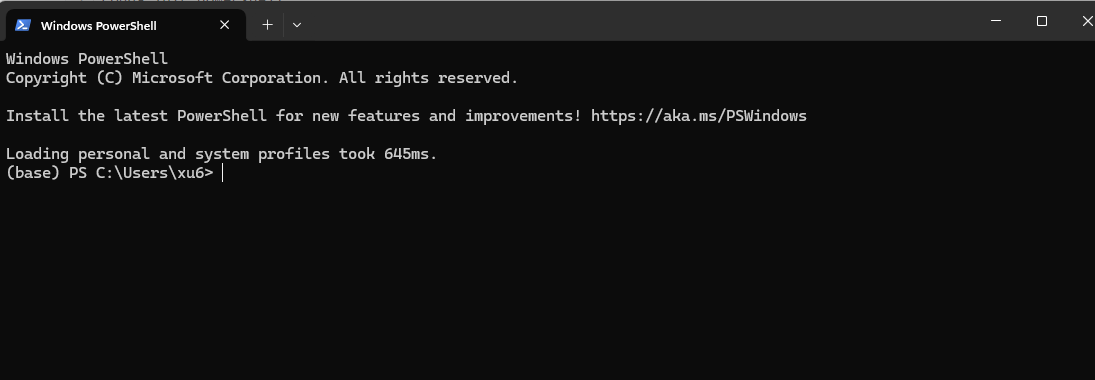 Windows PowerShell
Windows PowerShell
Copyright (C) Microsoft Corporation. All rights reserved.
Install the latest PowerShell for new features and improvements! https://aka.ms/PSWindows
Loading personal and system profiles took 645ms.
(base) PS C:\Users\xu6>